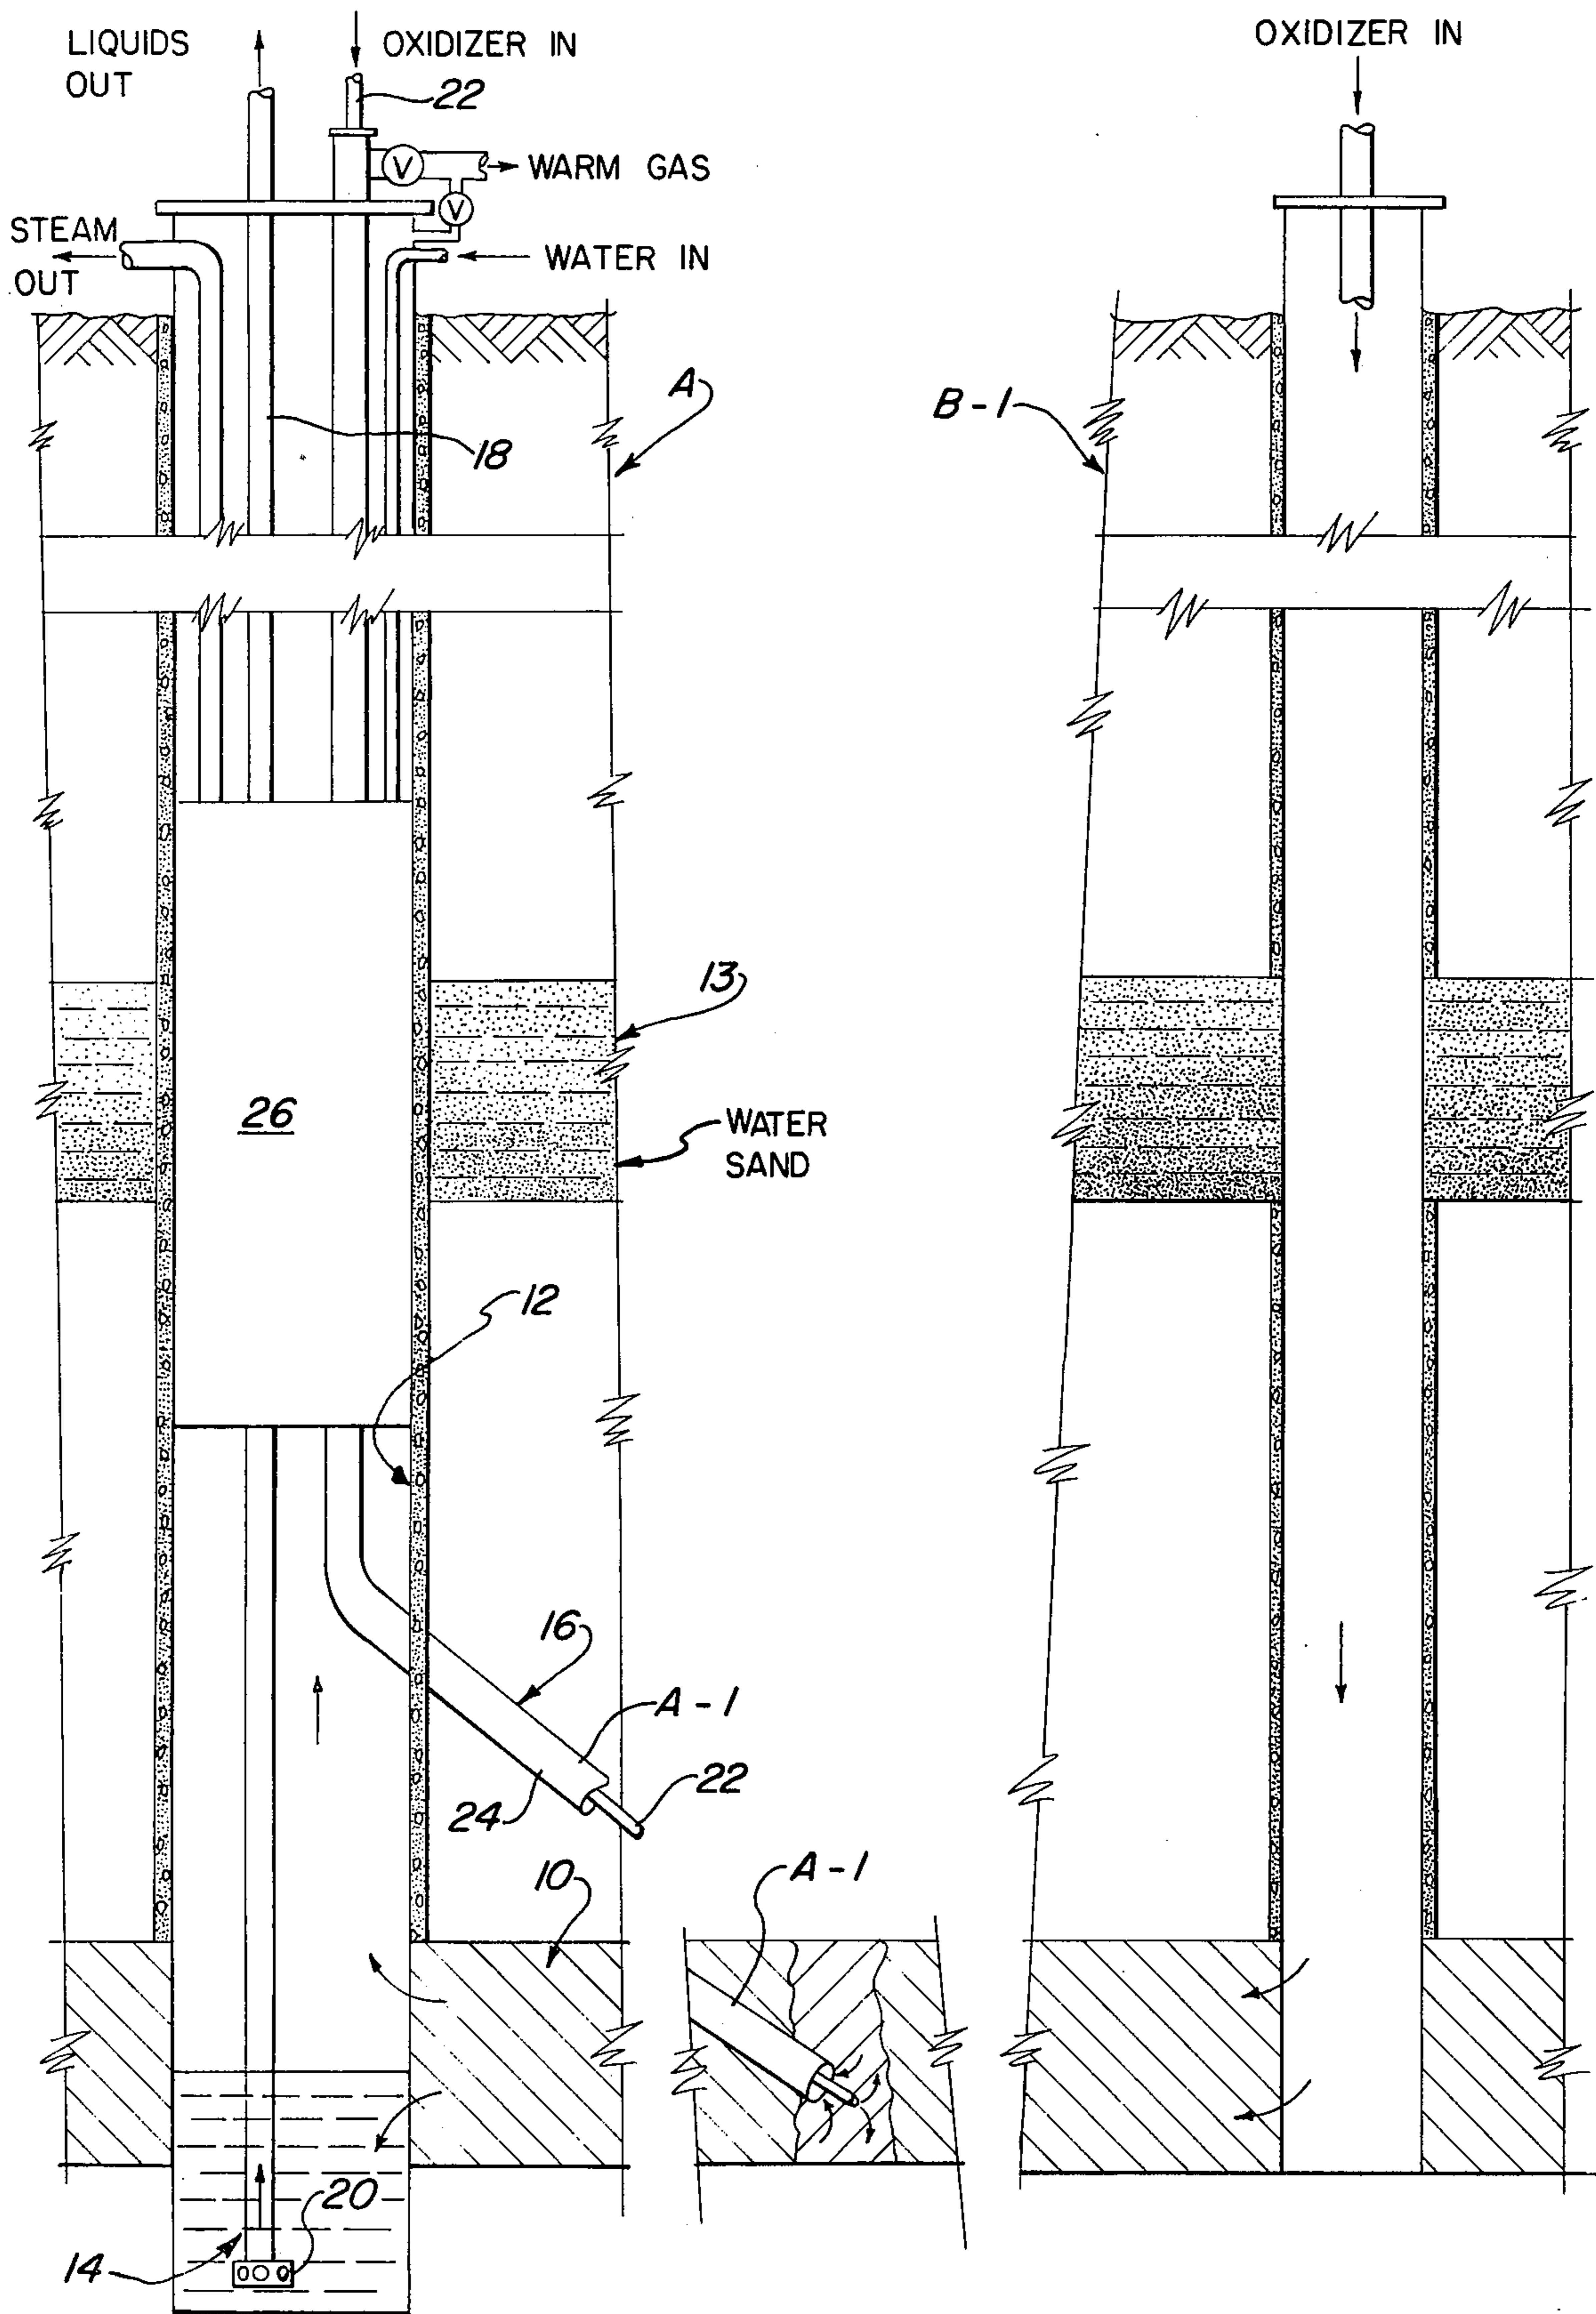 LIQUIDS
OUT
OXIDIZER IN
22
V
WARM GAS
V
STEAM
OUT
WATER IN
OXIDIZER IN
A
B-1
18
13
26
WATER
SAND
12
16
A-1
22
24
10
A-1
20
14